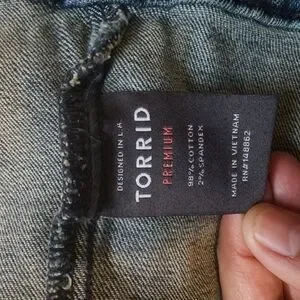 DESIGNED IN L.A.
TORRID
PREMIUM
98% COTTON
2% SPANDEX
MADE IN VIETNAM
RN#148862